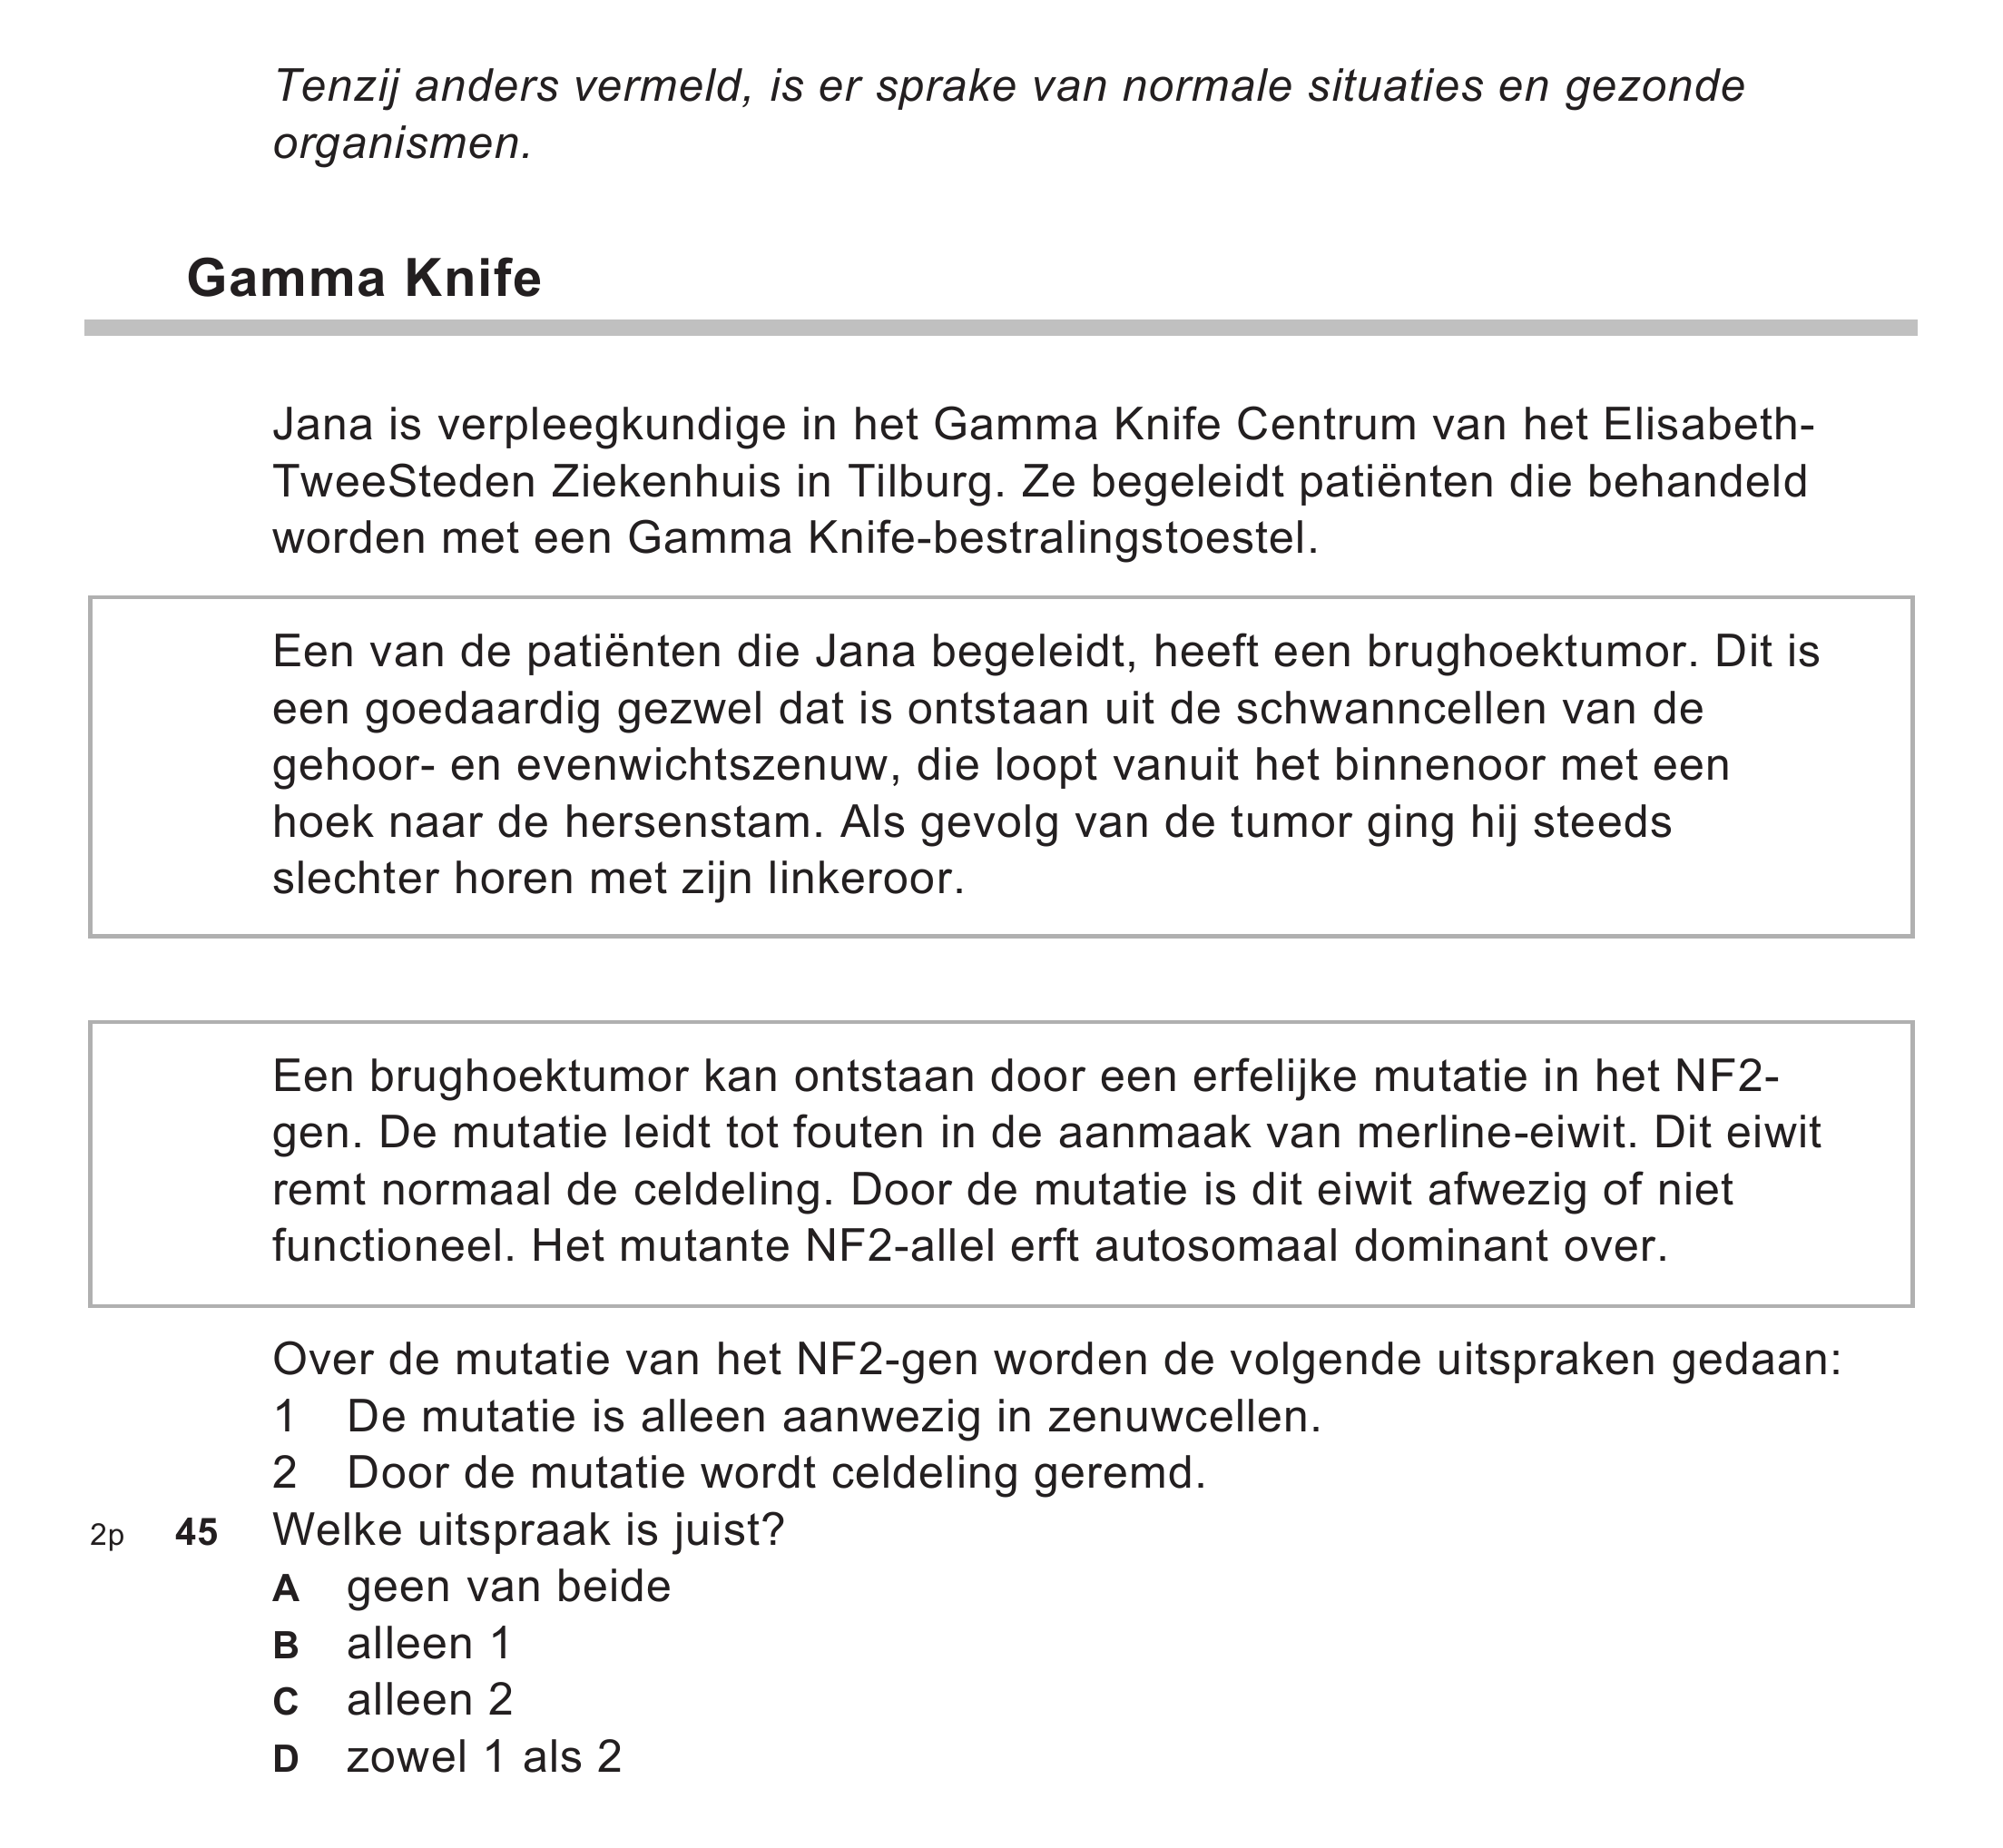 Tenzij anders vermeld, is er sprake van normale situaties en gezonde
organismen.
Gamma Knife
Jana is verpleegkundige in het Gamma Knife Centrum van het Elisabeth-
TweeSteden Ziekenhuis in Tilburg. Ze begeleidt patiënten die behandeld
worden met een Gamma Knife-bestralingstoestel.
Een van de patiënten die Jana begeleidt, heeft een brughoektumor. Dit is
een goedaardig gezwel dat is ontstaan uit de schwanncellen van de
gehoor- en evenwichtszenuw, die loopt vanuit het binnenoor met een
hoek naar de hersenstam. Als gevolg van de tumor ging hij steeds
slechter horen met zijn linkeroor.
Een brughoektumor kan ontstaan door een erfelijke mutatie in het NF2-
gen. De mutatie leidt tot fouten in de aanmaak van merline-eiwit. Dit eiwit
remt normaal de celdeling. Door de mutatie is dit eiwit afwezig of niet
functioneel. Het mutante NF2-allel erft autosomaal dominant over.
Over de mutatie van het NF2-gen worden de volgende uitspraken gedaan:
1 De mutatie is alleen aanwezig in zenuwcellen.
2 Door de mutatie wordt celdeling geremd.
2p 45 Welke uitspraak is juist?
A geen van beide
B alleen 1
C alleen 2
D zowel 1 als 2